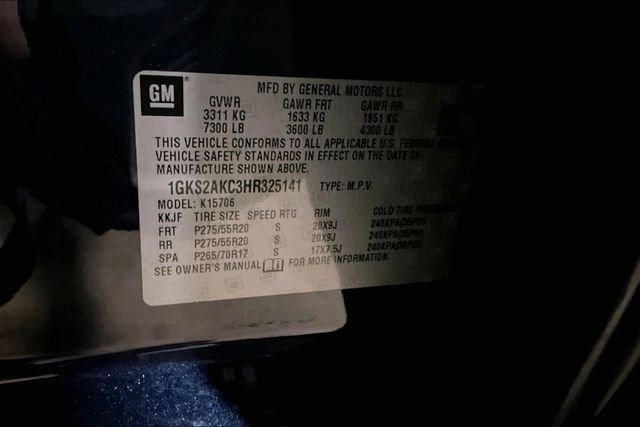 GM
MFD BY GENERAL MOTORS LLC
GVWR GAWR FRT GAWR RR
3311 KG 1633 KG 1951 KG
7300 LB 3600 LB 4300 LB
THIS VEHICLE CONFORMS TO ALL APPLICABLE U.S. FEDERAL
VEHICLE SAFETY STANDARDS IN EFFECT ON THE DATE OF
MANUFACTURE SHOWN ABOVE.
1GKS2AKC3HR325141 TYPE: M.P.V.
MODEL: K15706
KKJF TIRE SIZE SPEED RTG RIM COLD TIRE
FRT P275/55R20 S 20X9J 240KPA(35PSI)
RR P275/55R20 S 20X9J 240KPA(35PSI)
SPA P265/70R17 S 17X7.5J 240KPA(35PSI)
SEE OWNER'S MANUAL FOR MORE INFORMATION.